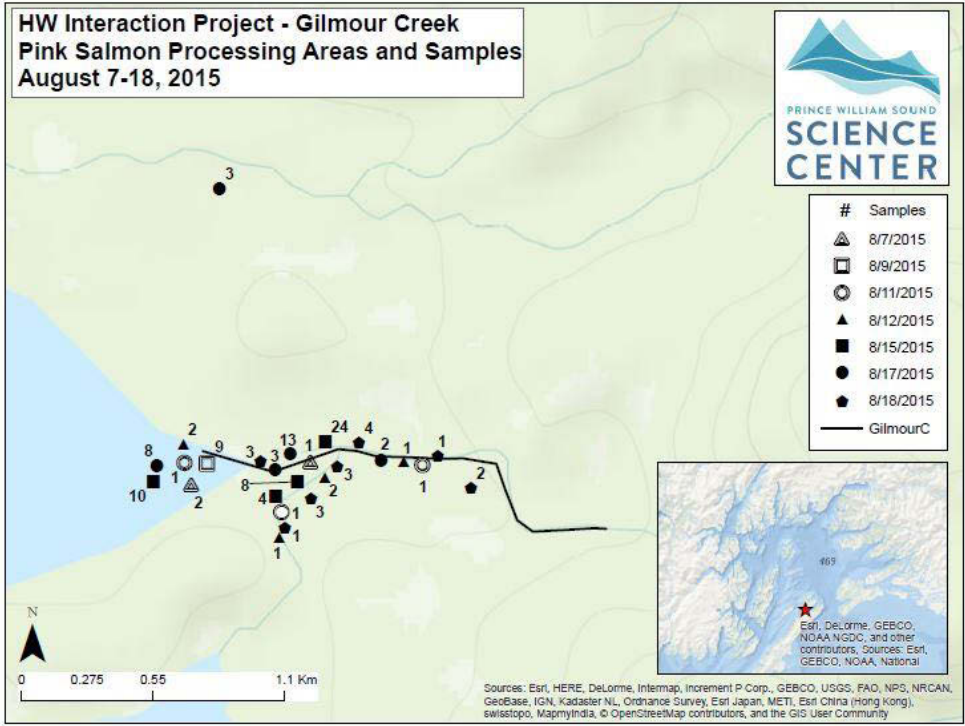 HW Interaction Project - Gilmour Creek
Pink Salmon Processing Areas and Samples
August 7-18, 2015
PRINCE WILLIAM SOUND
SCIENCE
CENTER
# Samples
8/7/2015
8/9/2015
8/11/2015
8/12/2015
8/15/2015
8/17/2015
8/18/2015
GilmourC
3
2
9
8
10
1
2
3
3
13
1
24
4
2
1
1
8
4
3
2
3
1
2
1
1
1
469
Esri, DeLorme, GEBCO,
NOAA NGDC, and other
contributors, Sources: Esri,
GEBCO, NOAA, National
N
0 0.275 0.55 1.1 Km
Sources: Esri, HERE, DeLorme, Intermap, increment P Corp., GEBCO, USGS, FAO, NPS, NRCAN,
GeoBase, IGN, Kadaster NL, Ordnance Survey, Esri Japan, METI, Esri China (Hong Kong),
swisstopo, MapmyIndia, © OpenStreetMap contributors, and the GIS User Community